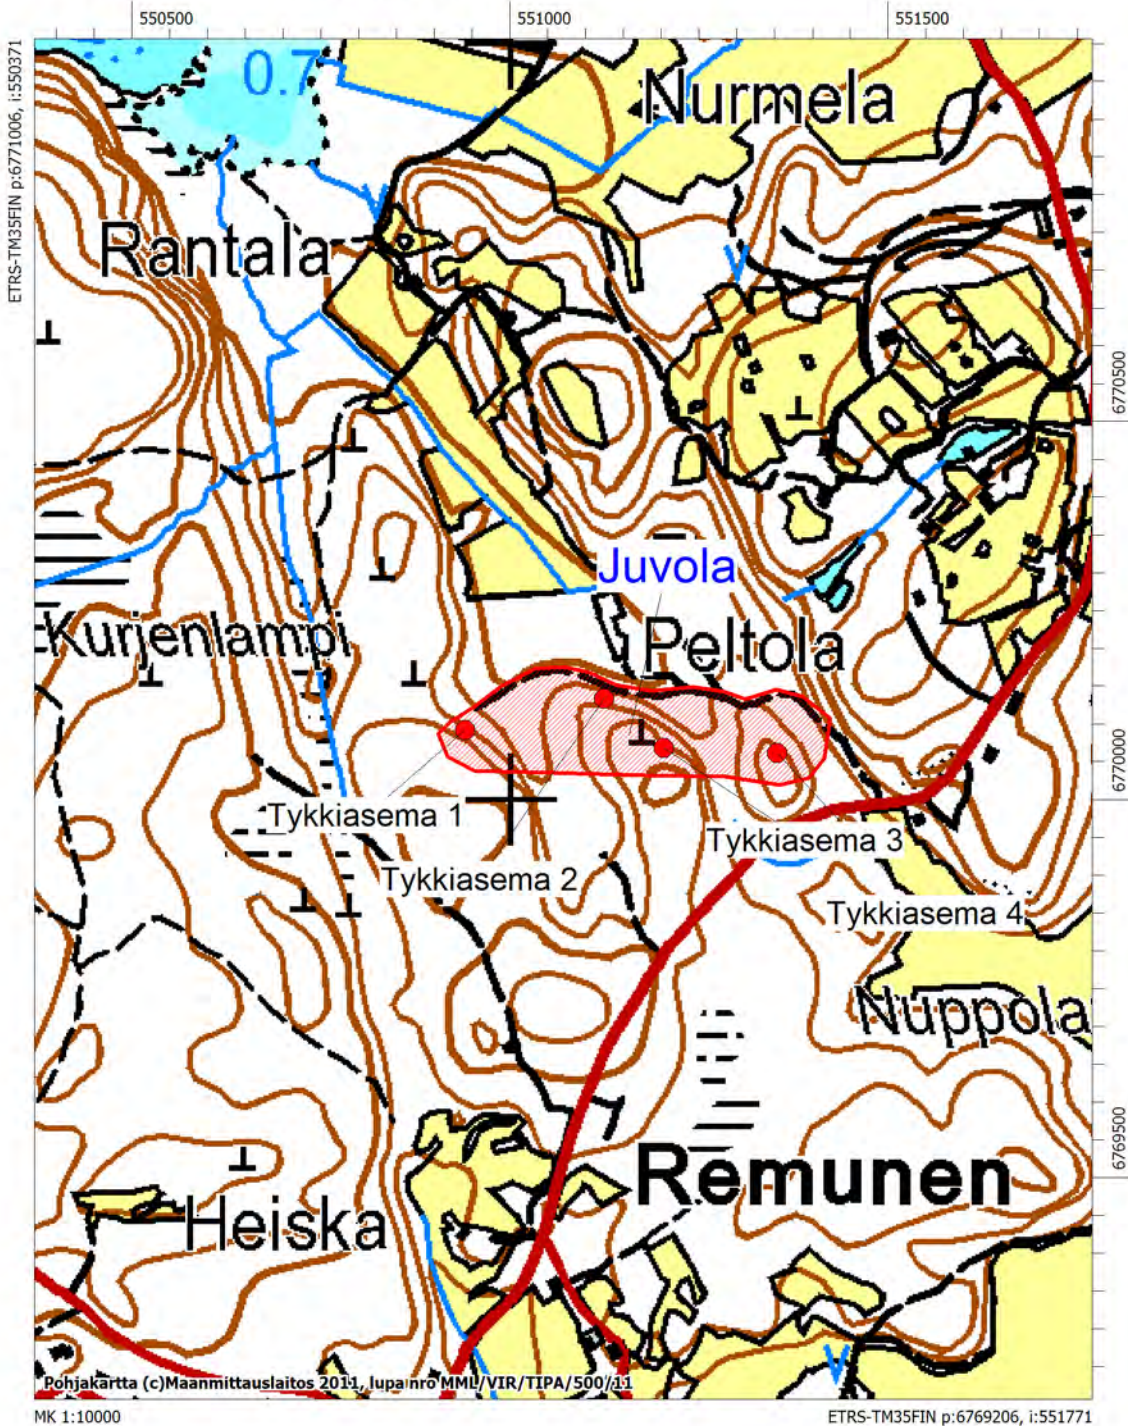 550500
551000
551500
ETRS-TM35FIN p:6771006, i:550371
0.7
Nurmela
Rantala
6770500
Juvola
Kurjenlampi
Peltola
6770000
Tykkiasema 1
Tykkiasema 3
Tykkiasema 2
Tykkiasema 4
Nuppola
6769500
Remunen
Heiska
Pohjakartta (c)Maanmittauslaitos 2011, lupa nro MML/VIR/TIPA/500/11
MK 1:10000
ETRS-TM35FIN p:6769206, i:551771